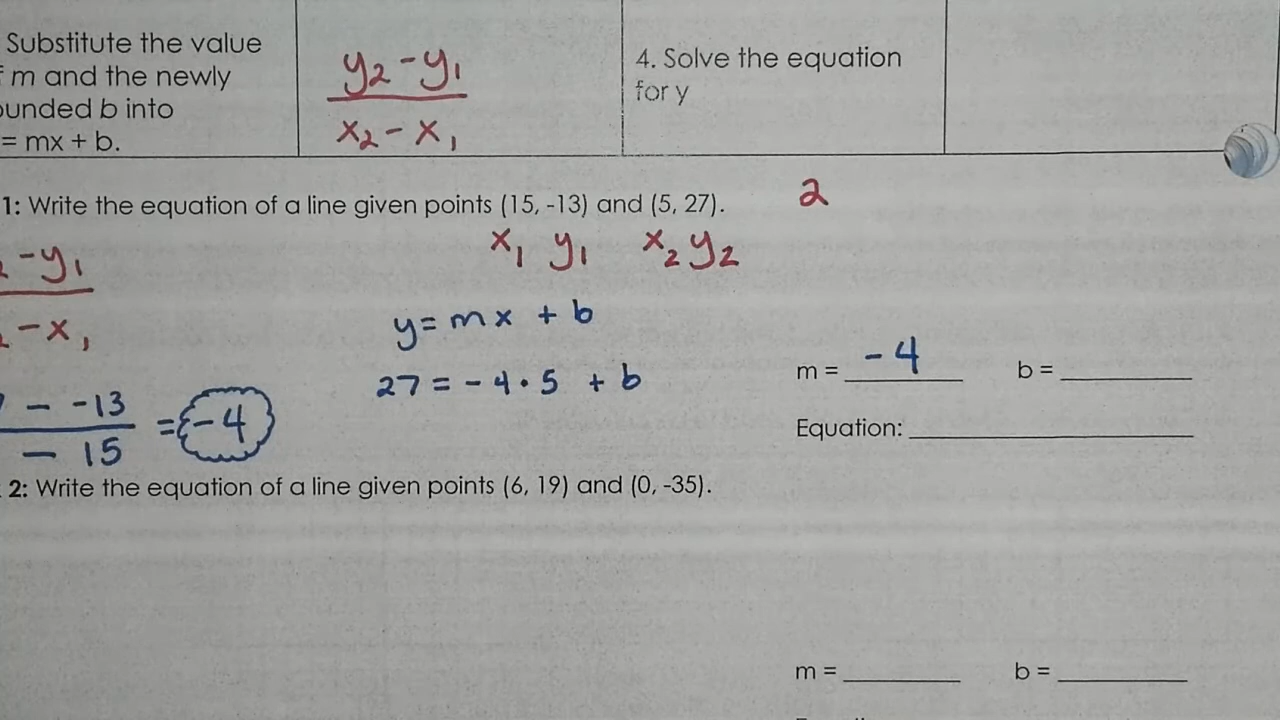 Substitute the value
m and the newly
b into
= mx + b.
y₂ - y₁
x₂ - x₁
4. Solve the equation
for y
1: Write the equation of a line given points (15, -13) and (5, 27).
2
- y₁
- x₁
x₁ y₁ x₂ y₂
y = mx + b
27 = - 4 • 5 + b
m = -4 b =
Equation:
- -13
- 15
= -4
2: Write the equation of a line given points (6, 19) and (0, -35).
m = b =